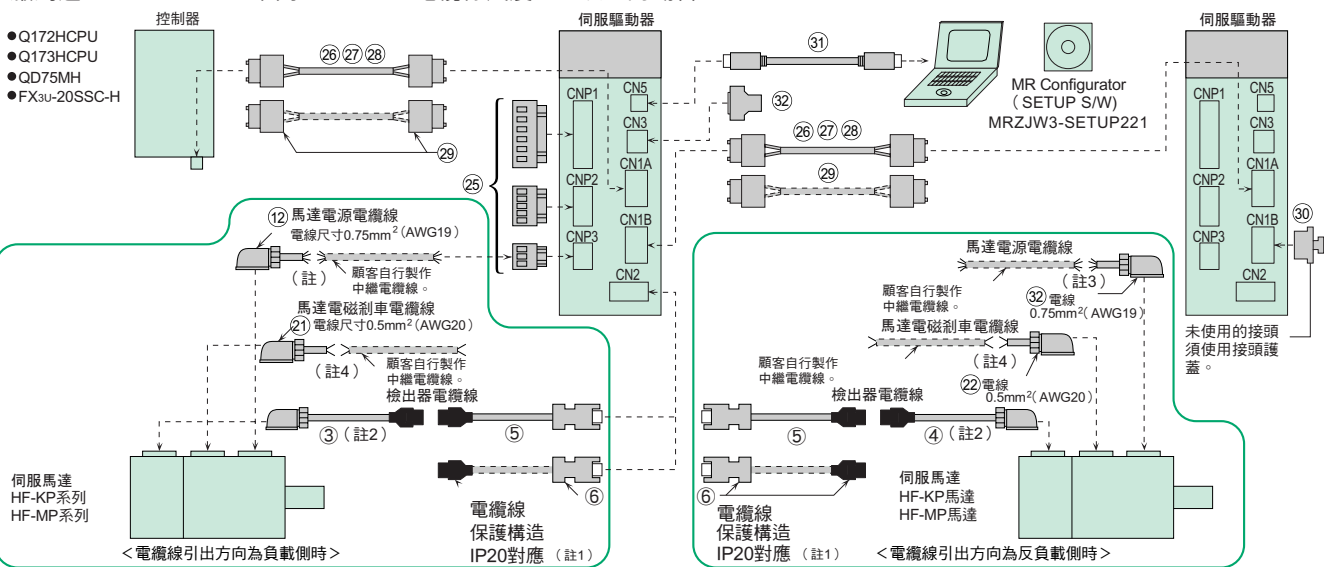 控制器
●Q172HCPU
●Q173HCPU
●QD75MH
●FX3U-20SSC-H
㉖ ㉗ ㉘
㉙
㉕
伺服驅動器
CNP1
CNP2
CNP3
CN5
CN3
CN1A
CN1B
CN2
㉛
㉜
MR Configurator
（SETUP S/W)
MRZJW3-SETUP221
㉖ ㉗ ㉘
㉙
伺服驅動器
CNP1
CNP2
CNP3
CN5
CN3
CN1A
CN1B
CN2
㉚
未使用的接頭
須使用接頭護
蓋。
⑫ 馬達電源電纜線
電線尺寸0.75mm²(AWG19)
（註）
顧客自行製作
中繼電纜線。
馬達電磁剎車電纜線
㉑ 電線尺寸0.5mm²(AWG20)
（註4）
顧客自行製作
中繼電纜線。
檢出器電纜線
③（註2）
⑤
⑥
伺服馬達
HF-KP系列
HF-MP系列
電纜線
保護構造
IP20對應（註1）
＜電纜線引出方向為負載側時＞
馬達電源電纜線
（註3）
顧客自行製作
中繼電纜線。
㉜ 電線
0.75mm²(AWG19)
馬達電磁剎車電纜線
（註4）
顧客自行製作
中繼電纜線。
㉒ 電線
0.5mm²(AWG20)
檢出器電纜線
⑤
④（註2）
⑥
伺服馬達
HF-KP馬達
HF-MP馬達
電纜線
保護構造
IP20對應（註1）
＜電纜線引出方向為反負載側時＞